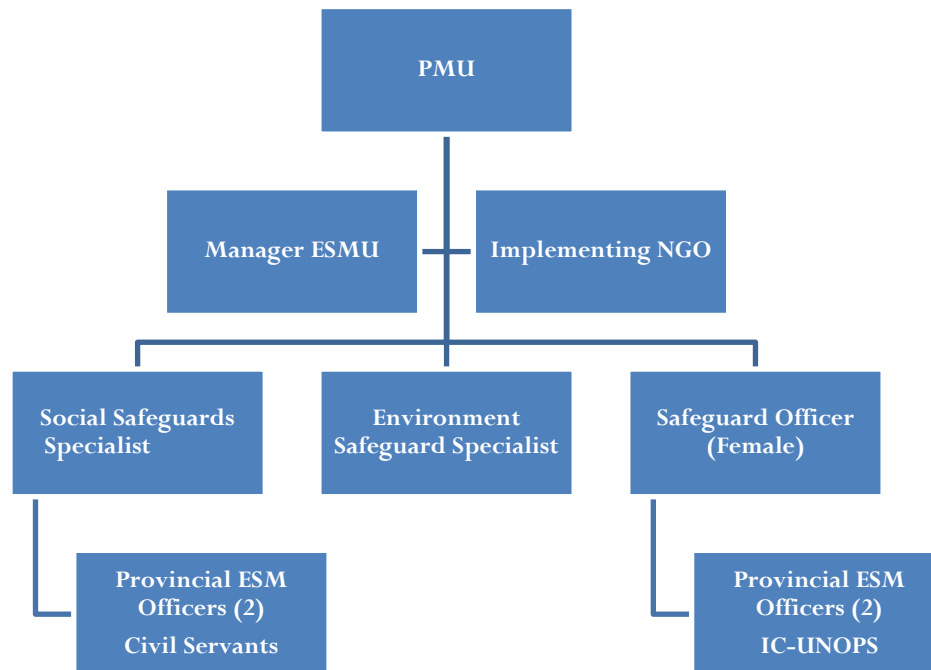 PMU
Manager ESMU
Implementing NGO
Social Safeguards
Specialist
Environment
Safeguard Specialist
Safeguard Officer
(Female)
Provincial ESM
Officers (2)
Civil Servants
Provincial ESM
Officers (2)
IC-UNOPS